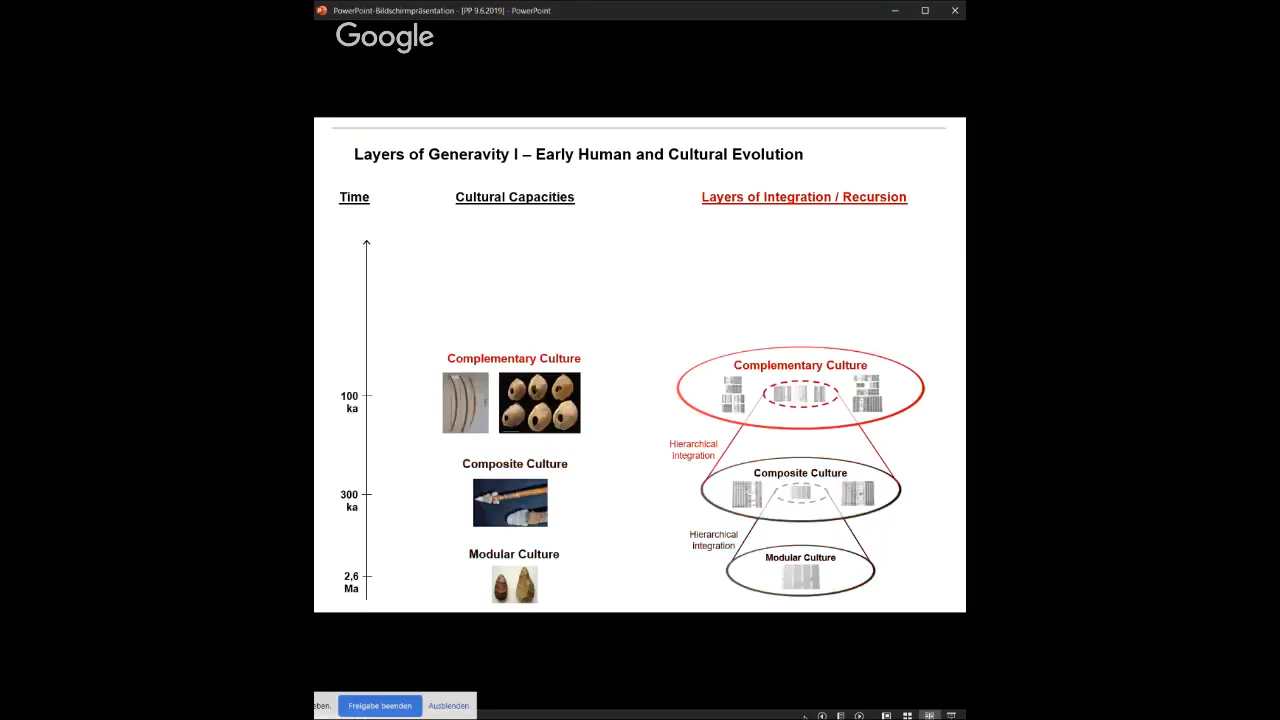 PowerPoint-Bildschirmpräsentation - [PP 9.6.2019] - PowerPoint
Google
Layers of Generavity I – Early Human and Cultural Evolution
Time
Cultural Capacities
Layers of Integration / Recursion
Complementary Culture
Complementary Culture
100
ka
Hierarchical
integration
Composite Culture
Composite Culture
300
ka
Hierarchical
integration
Modular Culture
Modular Culture
2,6
Ma
eben.
Freigabe beenden
Ausblenden